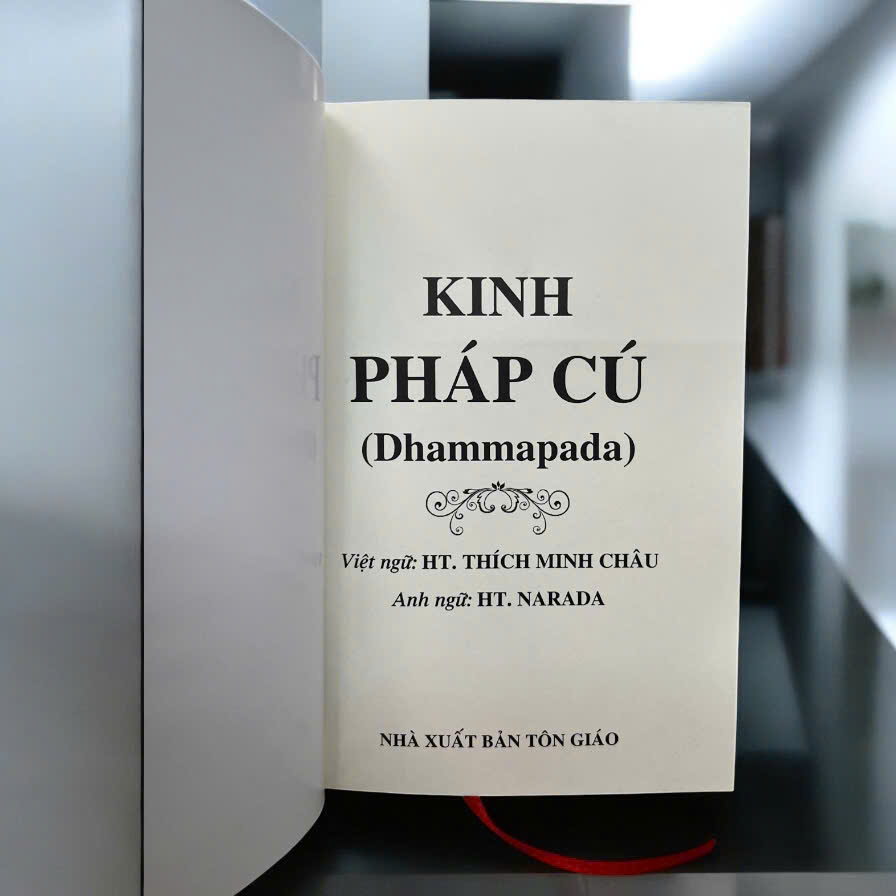 KINH
PHÁP CÚ
(Dhammapada)
Việt ngữ: HT. THÍCH MINH CHÂU
Anh ngữ: HT. NARADA
NHÀ XUẤT BẢN TÔN GIÁO